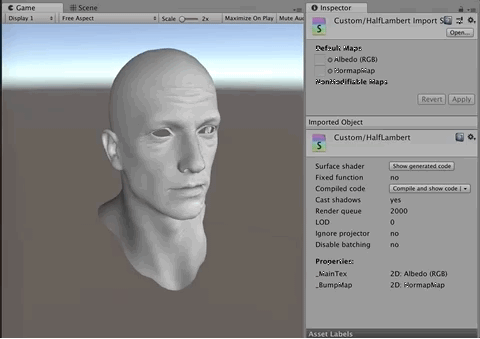 Game
Scene
Display 1
Free Aspect
Scale
2x
Maximize On Play
Mute Au
Inspector
Custom/HalfLambert Import S
Open...
Default Maps
Albedo (RGB)
NormapMap
NonModifiable Maps
Revert
Apply
Imported Object
Custom/HalfLambert
Surface shader
Show generated code
Fixed function
no
Compiled code
Compile and show code
Cast shadows
yes
Render queue
2000
LOD
0
Ignore projector
no
Disable batching
no
Properties:
_MainTex
2D: Albedo (RGB)
_BumpMap
2D: NormapMap
Asset Labels